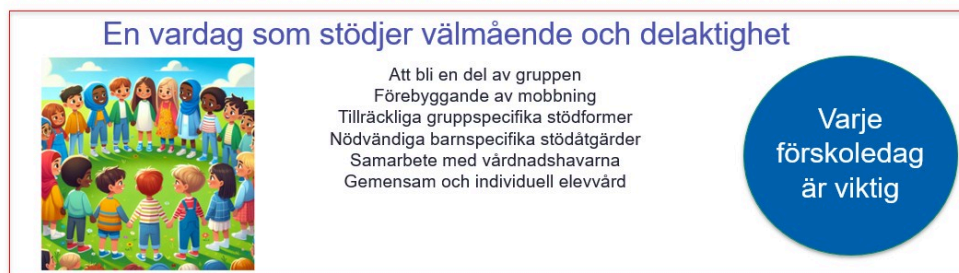 En vardag som stödjer välmående och delaktighet
Att bli en del av gruppen
Förebyggande av mobbning
Tillräckliga gruppspecifika stödformer
Nödvändiga barnspecifika stödåtgärder
Samarbete med vårdnadshavarna
Gemensam och individuell elevvård
Varje
förskoledag
är viktig